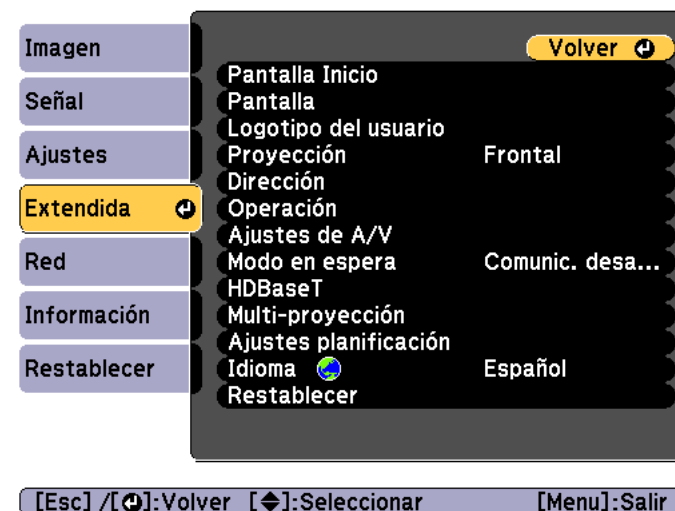 Imagen
Señal
Ajustes
Extendida
Red
Información
Restablecer
Volver
Pantalla Inicio
Pantalla
Logotipo del usuario
Proyección Frontal
Dirección
Operación
Ajustes de A/V
Modo en espera Comunic. desa...
HDBaseT
Multi-proyección
Ajustes planificación
Idioma Español
Restablecer
[Esc] /[⏎]:Volver [◆]:Seleccionar [Menu]:Salir